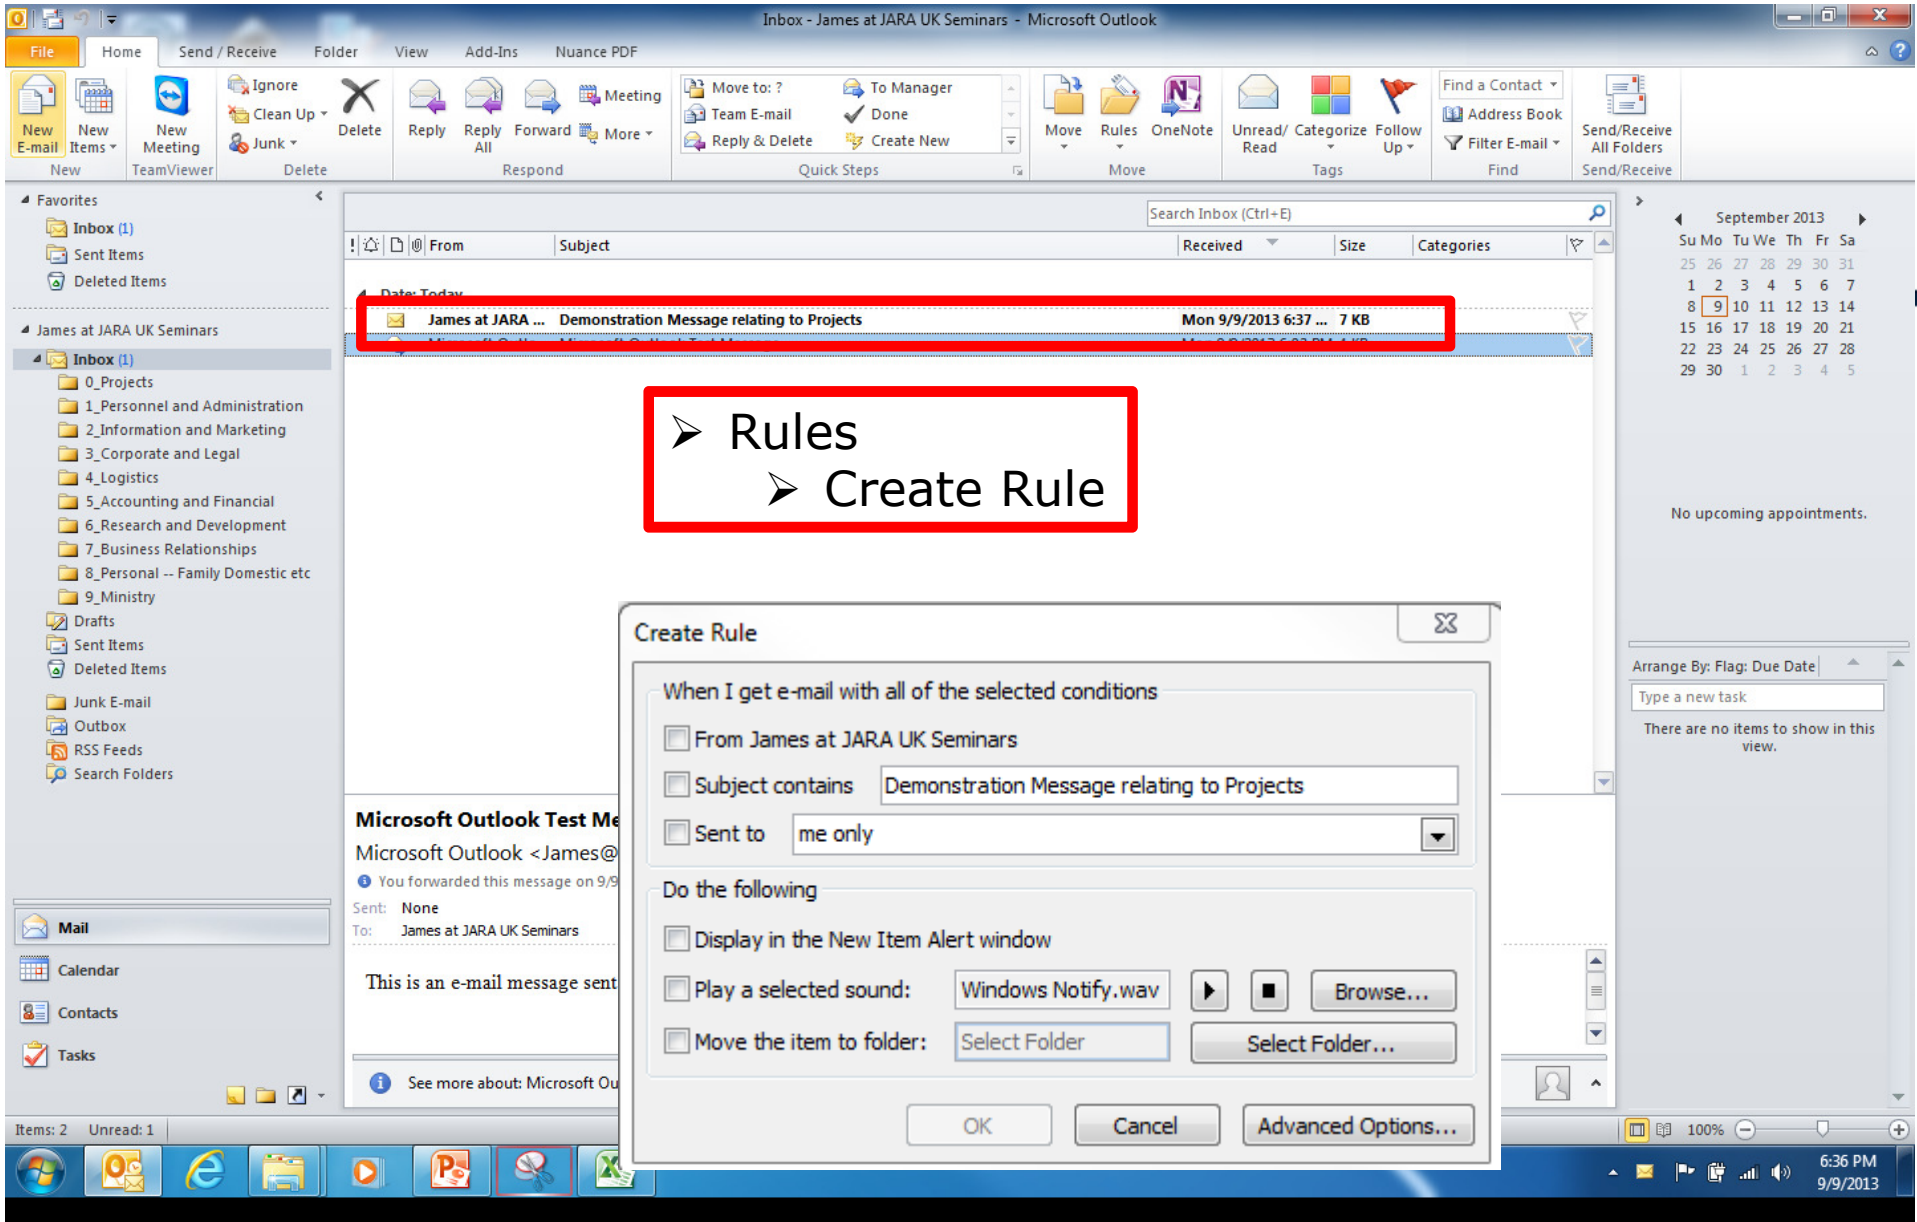 Inbox - James at JARA UK Seminars - Microsoft Outlook
File Home Send / Receive Folder View Add-Ins Nuance PDF
New E-mail
New Items
New
New Meeting
TeamViewer
Ignore
Clean Up
Junk
Delete
Delete
Reply
Reply All
Forward
Meeting
More
Respond
Move to: ?
Team E-mail
Reply & Delete
To Manager
Done
Create New
Quick Steps
Move
Rules
OneNote
Move
Unread/ Read
Categorize
Follow Up
Tags
Find a Contact
Address Book
Filter E-mail
Find
Send/Receive
All Folders
Send/Receive
Favorites
Inbox (1)
Sent Items
Deleted Items
James at JARA UK Seminars
Inbox (1)
0_Projects
1_Personnel and Administration
2_Information and Marketing
3_Corporate and Legal
4_Logistics
5_Accounting and Financial
6_Research and Development
7_Business Relationships
8_Personal -- Family Domestic etc
9_Ministry
Drafts
Sent Items
Deleted Items
Junk E-mail
Outbox
RSS Feeds
Search Folders
Mail
Calendar
Contacts
Tasks
Search Inbox (Ctrl+E)
From Subject Received Size Categories
Date: Today
James at JARA ... Demonstration Message relating to Projects Mon 9/9/2013 6:37 ... 7 KB
Microsoft Outlook Test Message
➢ Rules
➢ Create Rule
Microsoft Outlook Test Me
Microsoft Outlook <James@
You forwarded this message on 9/9
Sent: None
To: James at JARA UK Seminars
This is an e-mail message sent
See more about: Microsoft Ou
Create Rule
When I get e-mail with all of the selected conditions
From James at JARA UK Seminars
Subject contains Demonstration Message relating to Projects
Sent to me only
Do the following
Display in the New Item Alert window
Play a selected sound: Windows Notify.wav Browse...
Move the item to folder: Select Folder Select Folder...
OK Cancel Advanced Options...
September 2013
Su Mo Tu We Th Fr Sa
25 26 27 28 29 30 31
1 2 3 4 5 6 7
8 9 10 11 12 13 14
15 16 17 18 19 20 21
22 23 24 25 26 27 28
29 30 1 2 3 4 5
No upcoming appointments.
Arrange By: Flag: Due Date
Type a new task
There are no items to show in this
view.
Items: 2 Unread: 1
100%
6:36 PM
9/9/2013